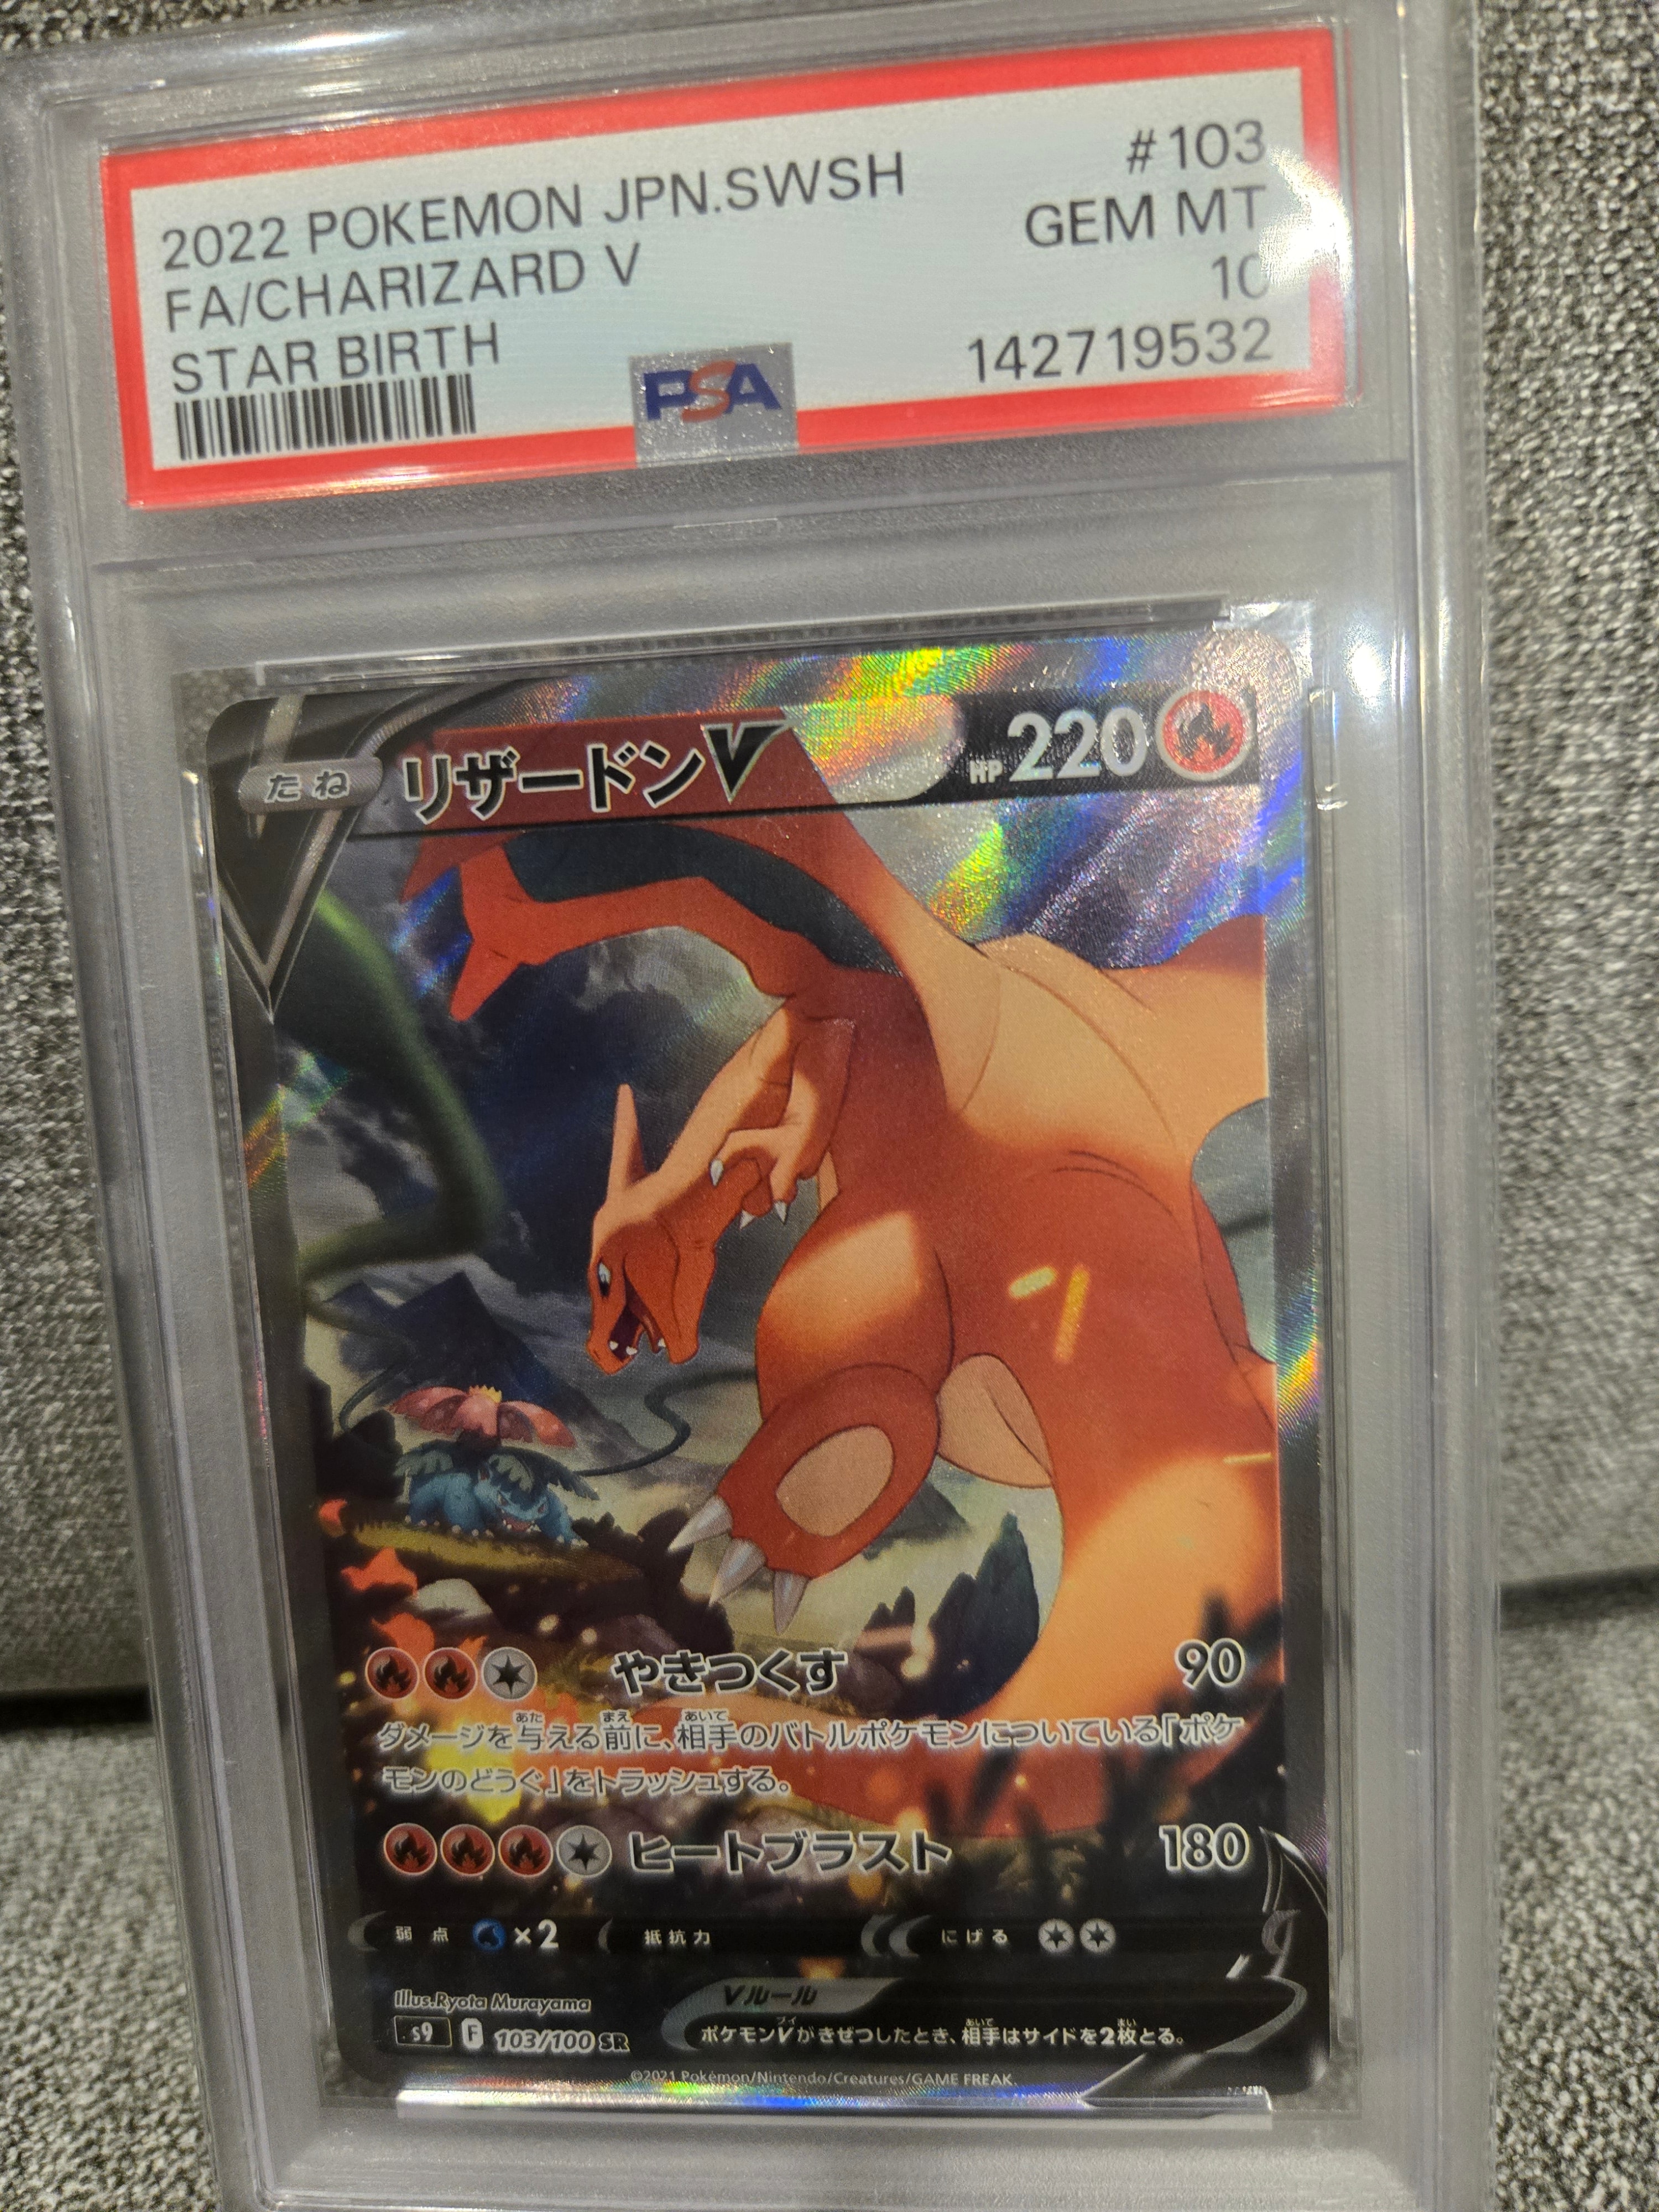 2022 POKEMON JPN.SWSH #103
FA/CHARIZARD V GEM MT
STAR BIRTH 10
PSA 142719532
たね リザードンV HP 220
やきつくす 90
ダメージを与える前に、相手のバトルポケモンについている「ポケ
モンのどうぐ」をトラッシュする。
ヒートブラスト 180
弱点 ×2 抵抗力 にげる
Illus.Ryota Murayama
Vルール
s9 F 103/100 SR
ポケモンVがきぜつしたとき、相手はサイドを2枚とる。
©2021 Pokémon/Nintendo/Creatures/GAME FREAK.